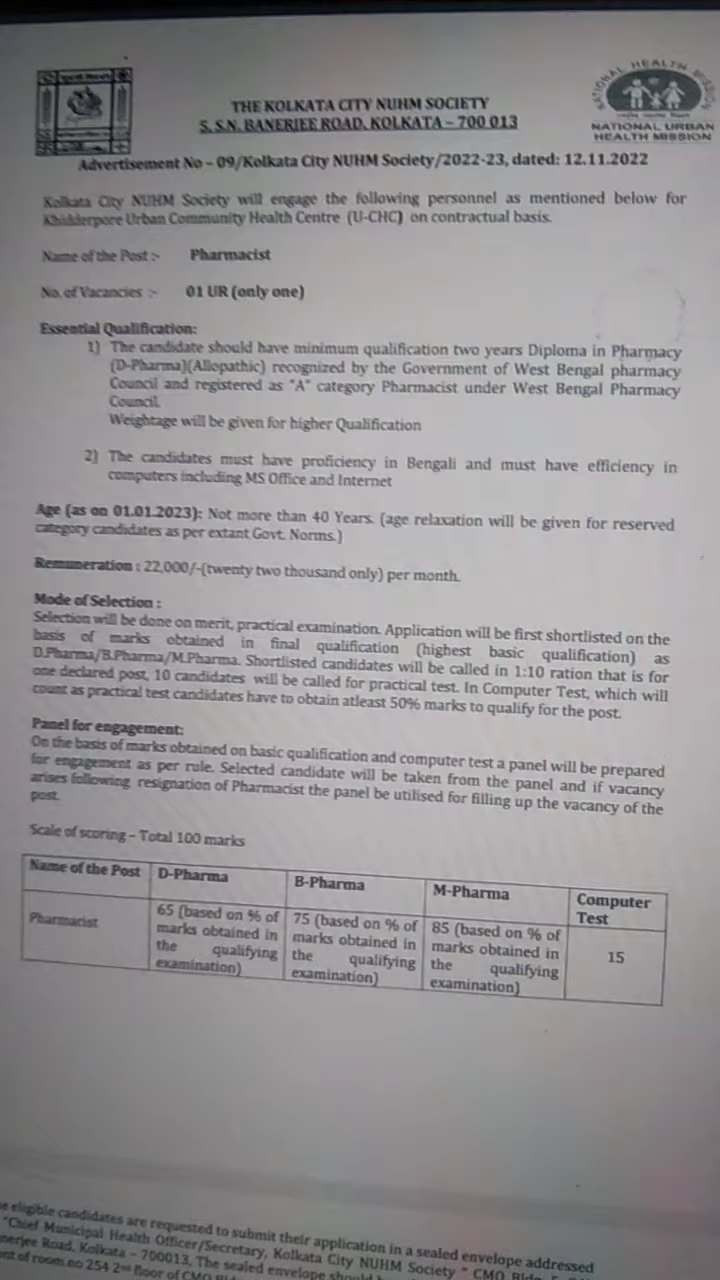 NATIONAL HEALTH MISSION
NATIONAL URBAN
HEALTH MISSION
THE KOLKATA CITY NUHM SOCIETY
5, S.N. BANERJEE ROAD, KOLKATA – 700 013
Advertisement No – 09/Kolkata City NUHM Society/2022-23, dated: 12.11.2022
Kolkata City NUHM Society will engage the following personnel as mentioned below for
Khidderpore Urban Community Health Centre (U-CHC) on contractual basis.
Name of the Post :- Pharmacist
No. of Vacancies :- 01 UR (only one)
Essential Qualification:
1) The candidate should have minimum qualification two years Diploma in Pharmacy
(D-Pharma)(Allopathic) recognized by the Government of West Bengal pharmacy
Council and registered as "A" category Pharmacist under West Bengal Pharmacy
Council.
Weightage will be given for higher Qualification
2) The candidates must have proficiency in Bengali and must have efficiency in
computers including MS Office and Internet
Age (as on 01.01.2023): Not more than 40 Years. (age relaxation will be given for reserved
category candidates as per extant Govt. Norms.)
Remuneration : 22,000/-(twenty two thousand only) per month.
Mode of Selection :
Selection will be done on merit, practical examination. Application will be first shortlisted on the
basis of marks obtained in final qualification (highest basic qualification) as
D.Pharma/B.Pharma/M.Pharma. Shortlisted candidates will be called in 1:10 ration that is for
one declared post, 10 candidates will be called for practical test. In Computer Test, which will
count as practical test candidates have to obtain atleast 50% marks to qualify for the post.
Panel for engagement:
On the basis of marks obtained on basic qualification and computer test a panel will be prepared
for engagement as per rule. Selected candidate will be taken from the panel and if vacancy
arises following resignation of Pharmacist the panel be utilised for filling up the vacancy of the
post.
Scale of scoring – Total 100 marks
Name of the Post D-Pharma B-Pharma M-Pharma Computer
Test
Pharmacist 65 (based on % of 75 (based on % of 85 (based on % of 15
marks obtained in marks obtained in marks obtained in
the qualifying the qualifying the qualifying
examination) examination) examination)
eligible candidates are requested to submit their application in a sealed envelope addressed
"Chief Municipal Health Officer/Secretary, Kolkata City NUHM Society " CMO
Road, Kolkata – 700013, The sealed envelope should
of room no 254 2nd floor of CMO